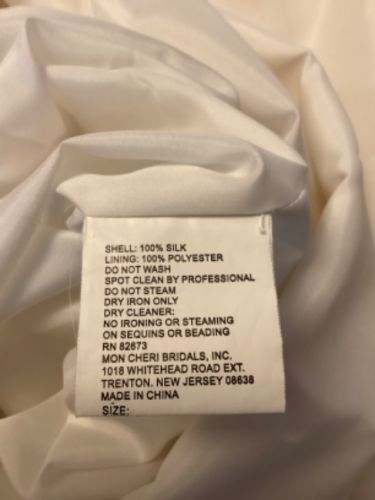 SHELL: 100% SILK
LINING: 100% POLYESTER
DO NOT WASH
SPOT CLEAN BY PROFESSIONAL
DO NOT STEAM
DRY IRON ONLY
DRY CLEANER:
NO IRONING OR STEAMING
ON SEQUINS OR BEADING
RN 82673
MON CHERI BRIDALS, INC.
1018 WHITEHEAD ROAD EXT.
TRENTON. NEW JERSEY 08638
MADE IN CHINA
SIZE: